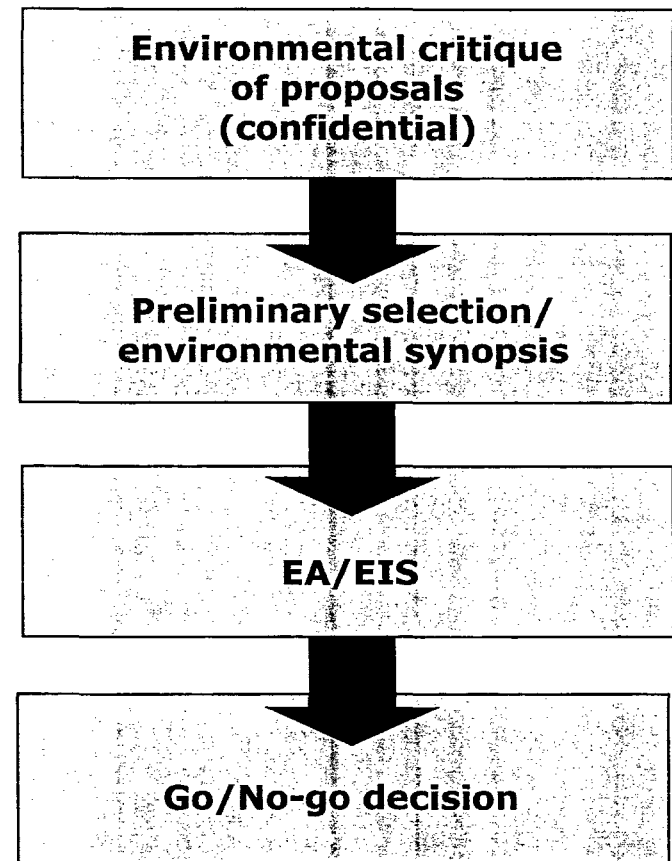 Environmental critique
of proposals
(confidential)
Preliminary selection/
environmental synopsis
EA/EIS
Go/No-go decision